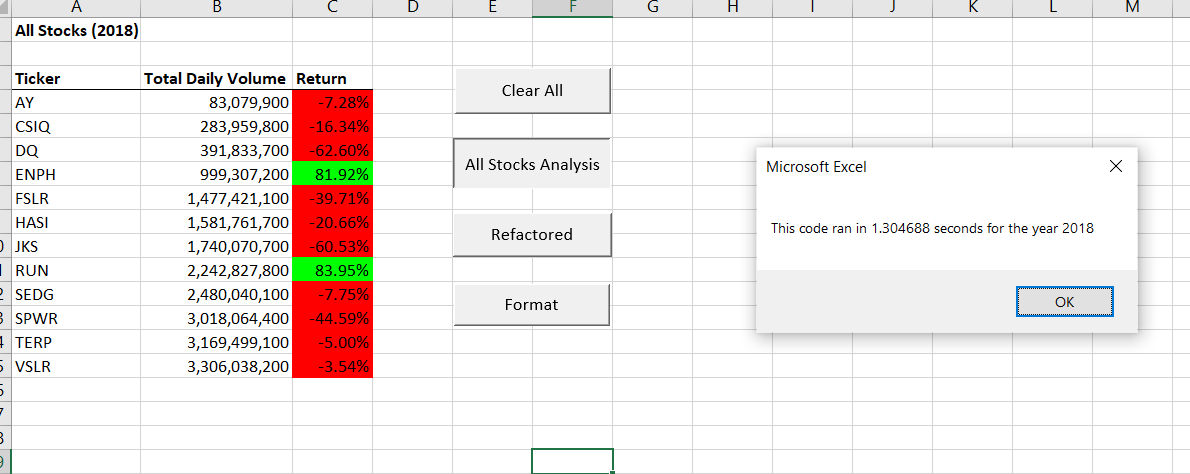 A B C D E F G H I J K L M
All Stocks (2018)
Ticker Total Daily Volume Return
AY 83,079,900 -7.28%
CSIQ 283,959,800 -16.34%
DQ 391,833,700 -62.60%
ENPH 999,307,200 81.92%
FSLR 1,477,421,100 -39.71%
HASI 1,581,761,700 -20.66%
JKS 1,740,070,700 -60.53%
RUN 2,242,827,800 83.95%
SEDG 2,480,040,100 -7.75%
SPWR 3,018,064,400 -44.59%
TERP 3,169,499,100 -5.00%
VSLR 3,306,038,200 -3.54%
Clear All
All Stocks Analysis
Refactored
Format
Microsoft Excel
This code ran in 1.304688 seconds for the year 2018
OK